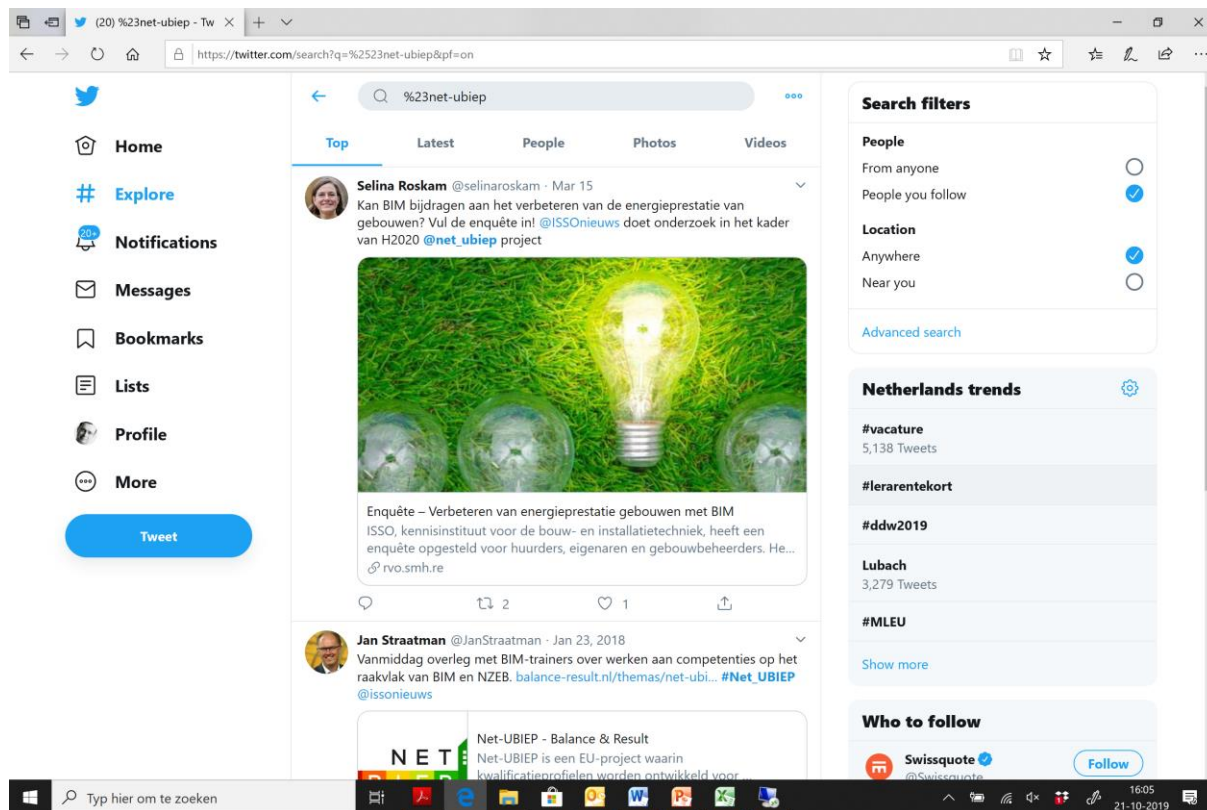 (20) %23net-ubiep - Tw
https://twitter.com/search?q=%2523net-ubiep&pf=on
Home
Explore
20+
Notifications
Messages
Bookmarks
Lists
Profile
More
Tweet
%23net-ubiep
Top Latest People Photos Videos
Selina Roskam @selinaroskam · Mar 15
Kan BIM bijdragen aan het verbeteren van de energieprestatie van
gebouwen? Vul de enquête in! @ISSOnieuws doet onderzoek in het kader
van H2020 @net_ubiep project
Enquête – Verbeteren van energieprestatie gebouwen met BIM
ISSO, kennisinstituut voor de bouw- en installatietechniek, heeft een
enquête opgesteld voor huurders, eigenaren en gebouwbeheerders. He...
rvo.smh.re
2 1
Jan Straatman @JanStraatman · Jan 23, 2018
Vanmiddag overleg met BIM-trainers over werken aan competenties op het
raakvlak van BIM en NZEB. balance-result.nl/themas/net-ubi... #Net_UBIEP
@issonieuws
NET
Net-UBIEP - Balance & Result
Net-UBIEP is een EU-project waarin
kwalificatieprofielen worden ontwikkeld voor ...
Search filters
People
From anyone
People you follow
Location
Anywhere
Near you
Advanced search
Netherlands trends
#vacature
5,138 Tweets
#lerarentekort
#ddw2019
Lubach
3,279 Tweets
#MLEU
Show more
Who to follow
Swissquote
@Swissquote
Follow
Typ hier om te zoeken
16:05
21-10-2019